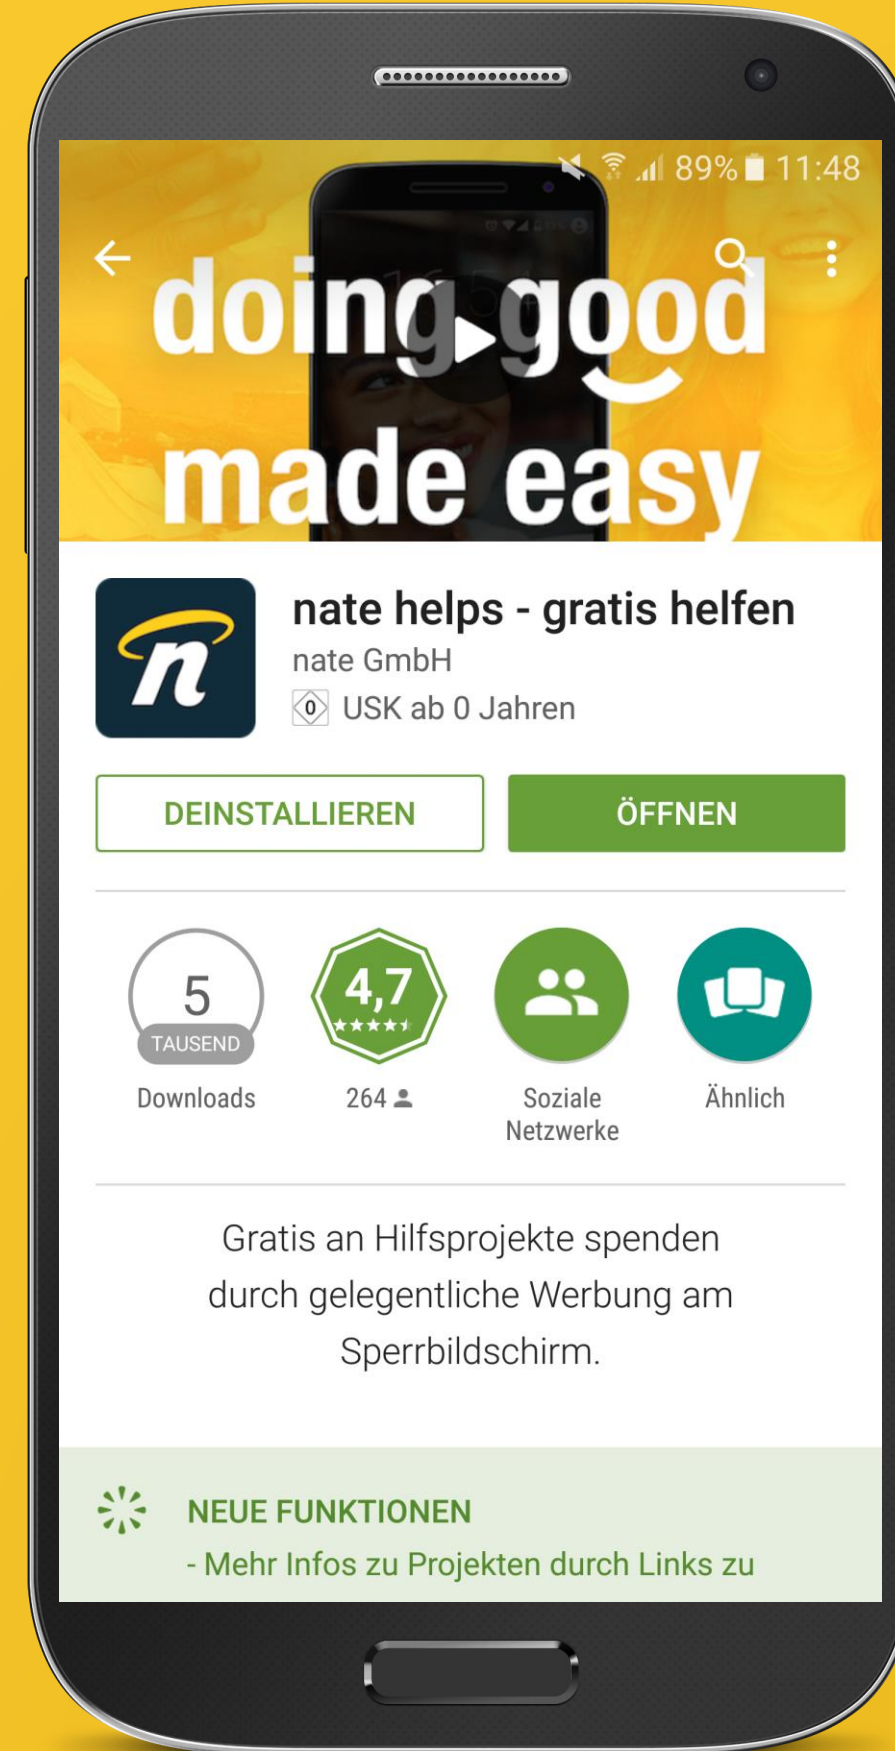 89% 11:48
doing good
made easy
n
nate helps - gratis helfen
nate GmbH
0 USK ab 0 Jahren
DEINSTALLIEREN
ÖFFNEN
5
TAUSEND
Downloads
4,7
264
Soziale
Netzwerke
Ähnlich
Gratis an Hilfsprojekte spenden
durch gelegentliche Werbung am
Sperrbildschirm.
NEUE FUNKTIONEN
- Mehr Infos zu Projekten durch Links zu